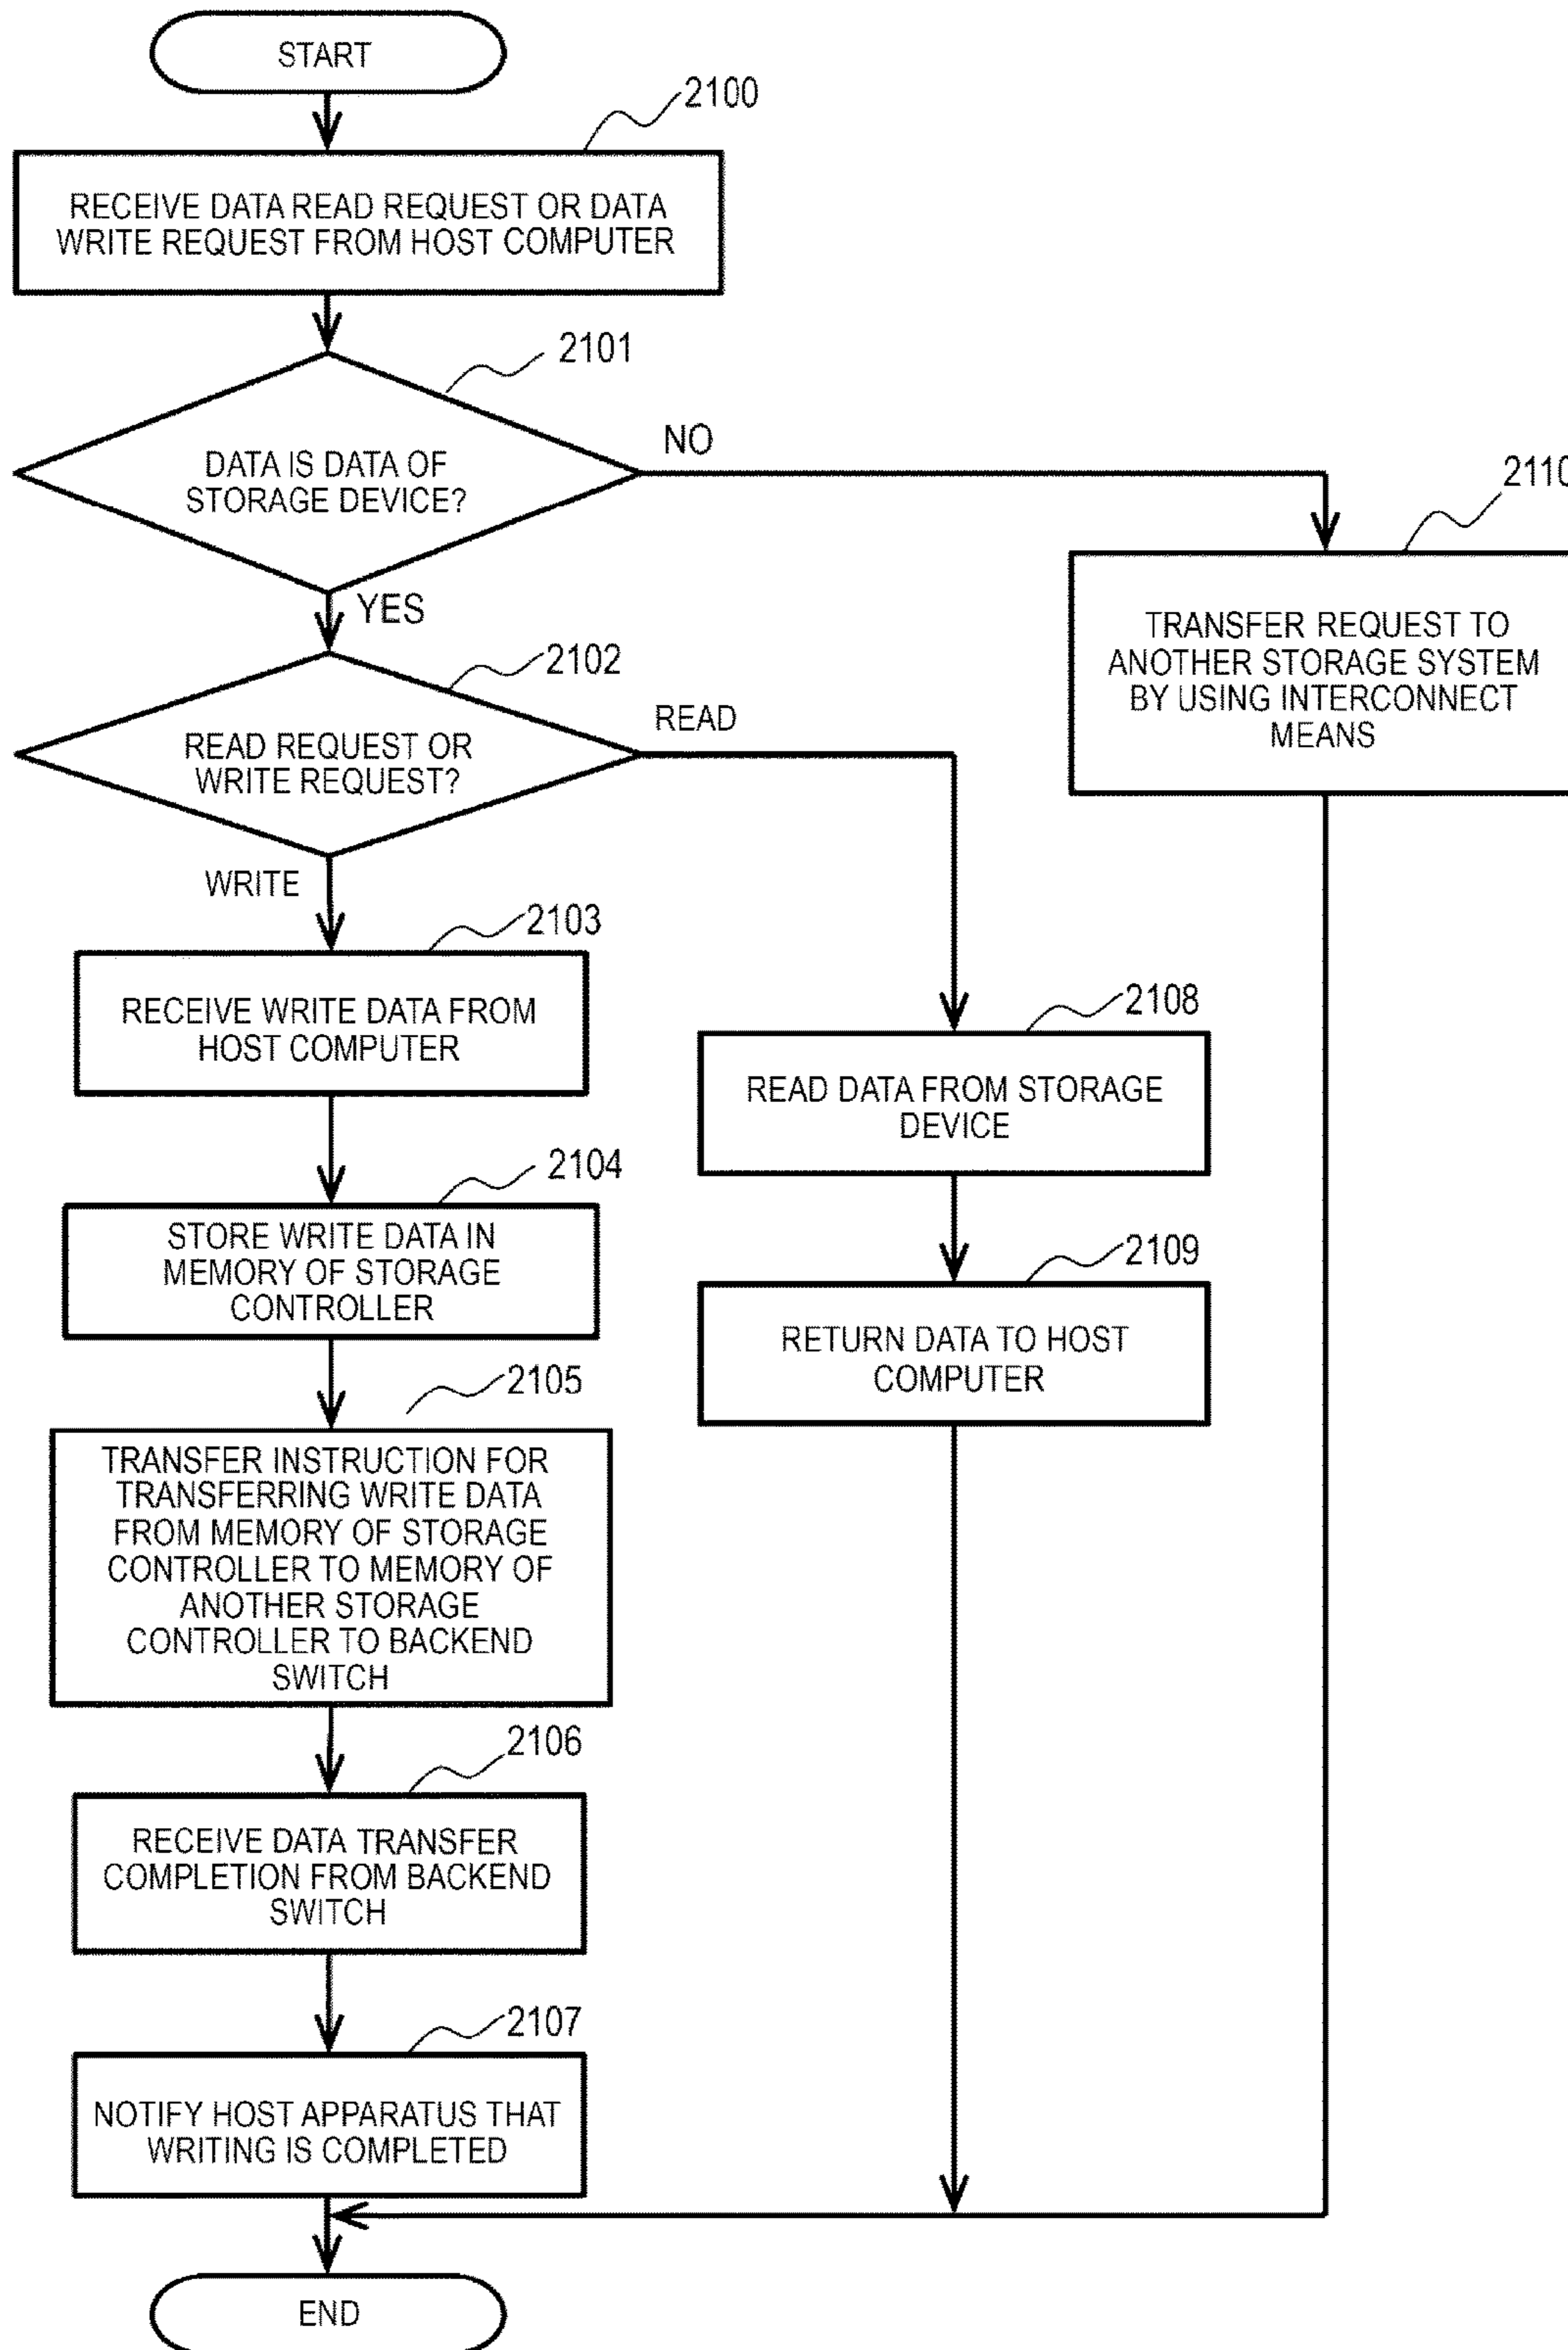 START
2100
RECEIVE DATA READ REQUEST OR DATA
WRITE REQUEST FROM HOST COMPUTER
2101
DATA IS DATA OF
STORAGE DEVICE?
NO
YES
2110
TRANSFER REQUEST TO
ANOTHER STORAGE SYSTEM
BY USING INTERCONNECT
MEANS
2102
READ REQUEST OR
WRITE REQUEST?
READ
WRITE
2103
RECEIVE WRITE DATA FROM
HOST COMPUTER
2104
STORE WRITE DATA IN
MEMORY OF STORAGE
CONTROLLER
2105
TRANSFER INSTRUCTION FOR
TRANSFERRING WRITE DATA
FROM MEMORY OF STORAGE
CONTROLLER TO MEMORY OF
ANOTHER STORAGE
CONTROLLER TO BACKEND
SWITCH
2106
RECEIVE DATA TRANSFER
COMPLETION FROM BACKEND
SWITCH
2107
NOTIFY HOST APPARATUS THAT
WRITING IS COMPLETED
2108
READ DATA FROM STORAGE
DEVICE
2109
RETURN DATA TO HOST
COMPUTER
END